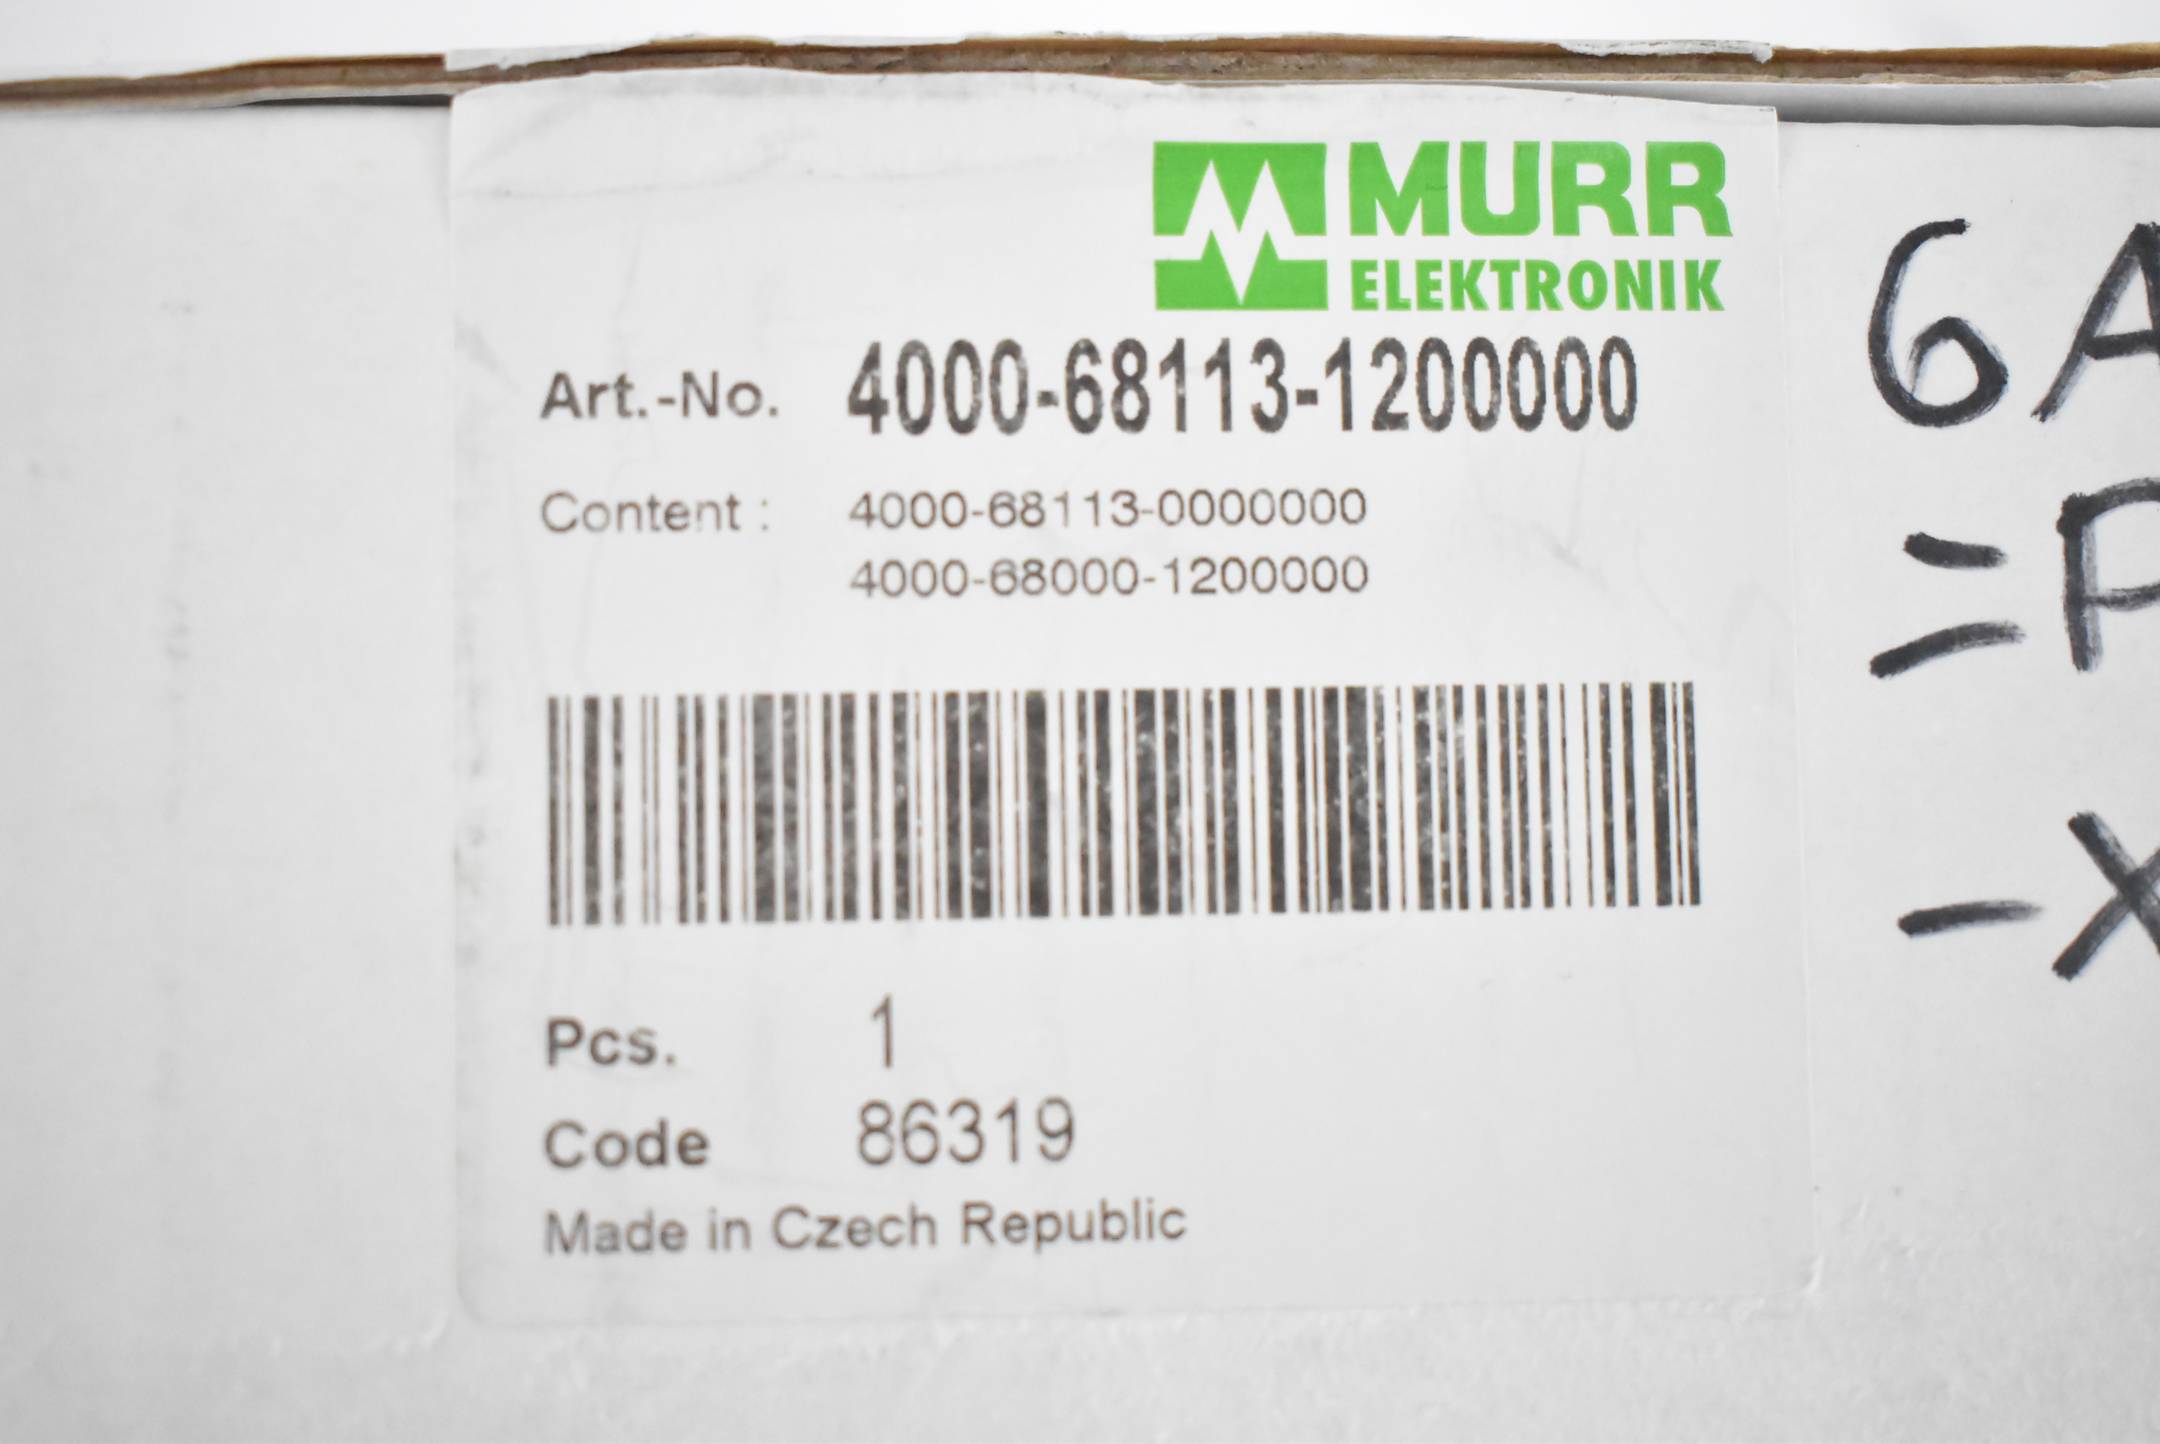 MURR
ELEKTRONIK
Art.-No. 4000-68113-1200000
Content : 4000-68113-0000000
4000-68000-1200000
Pcs. 1
Code 86319
Made in Czech Republic
6A
=P
-X